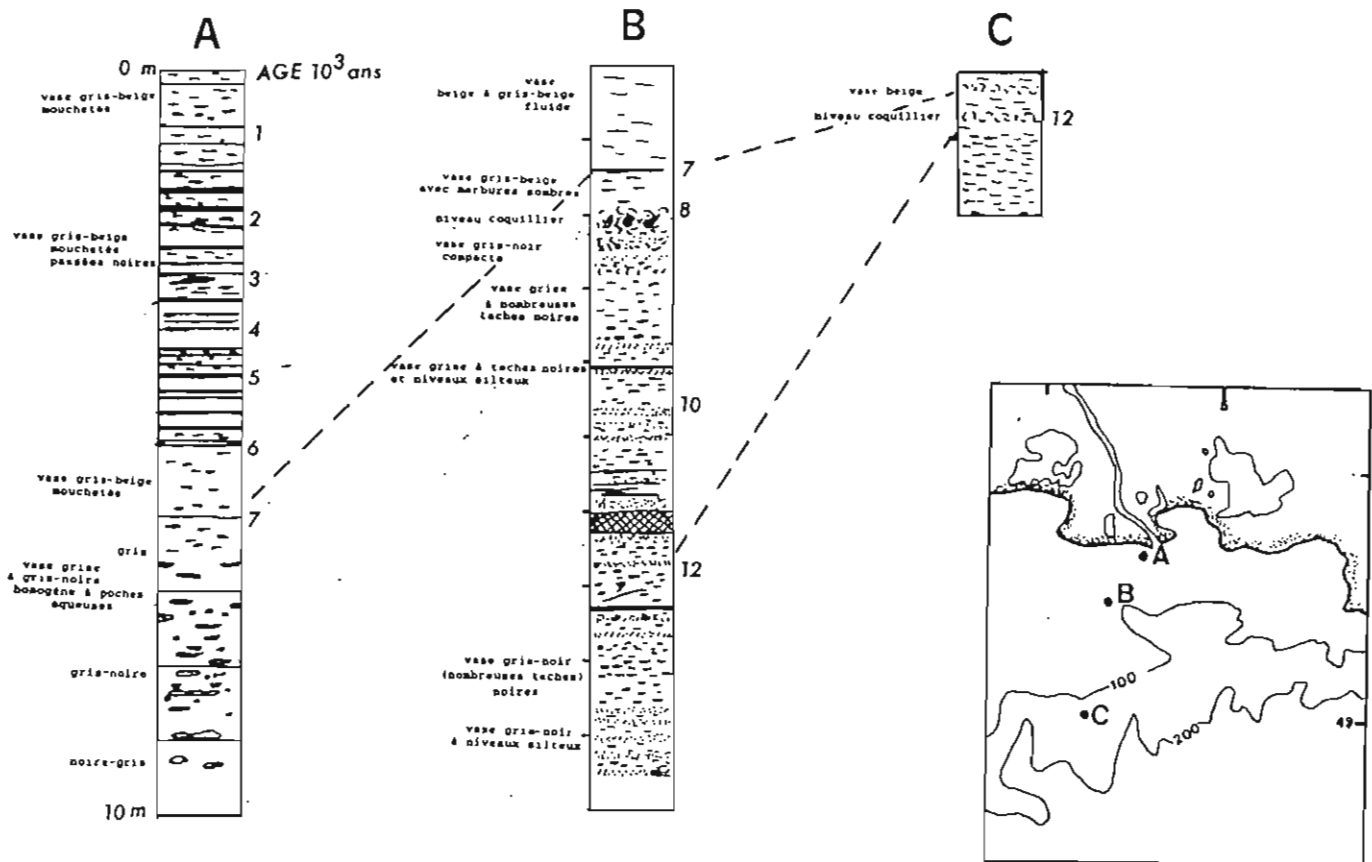 A
B
C
0 m
AGE 10³ ans
vase gris-beige
mouchetée
1
2
vase gris-beige
mouchetée
passées noires
3
4
5
6
vase gris-beige
mouchetée
7
gris
vase grise
à gris-noire
homogène à poches
aqueuses
gris-noire
noire-gris
10 m
vase
beige à gris-beige
fluide
7
vase gris-beige
avec marbures sombres
8
niveau coquillier
vase gris-noir
compacte
vase grise
à nombreuses
taches noires
vase grise à taches noires
et niveaux silteux
10
12
vase gris-noir
(nombreuses taches)
noires
vase gris-noir
à niveaux silteux
vase beige
niveau coquillier
12
A
B
C
100
200
49